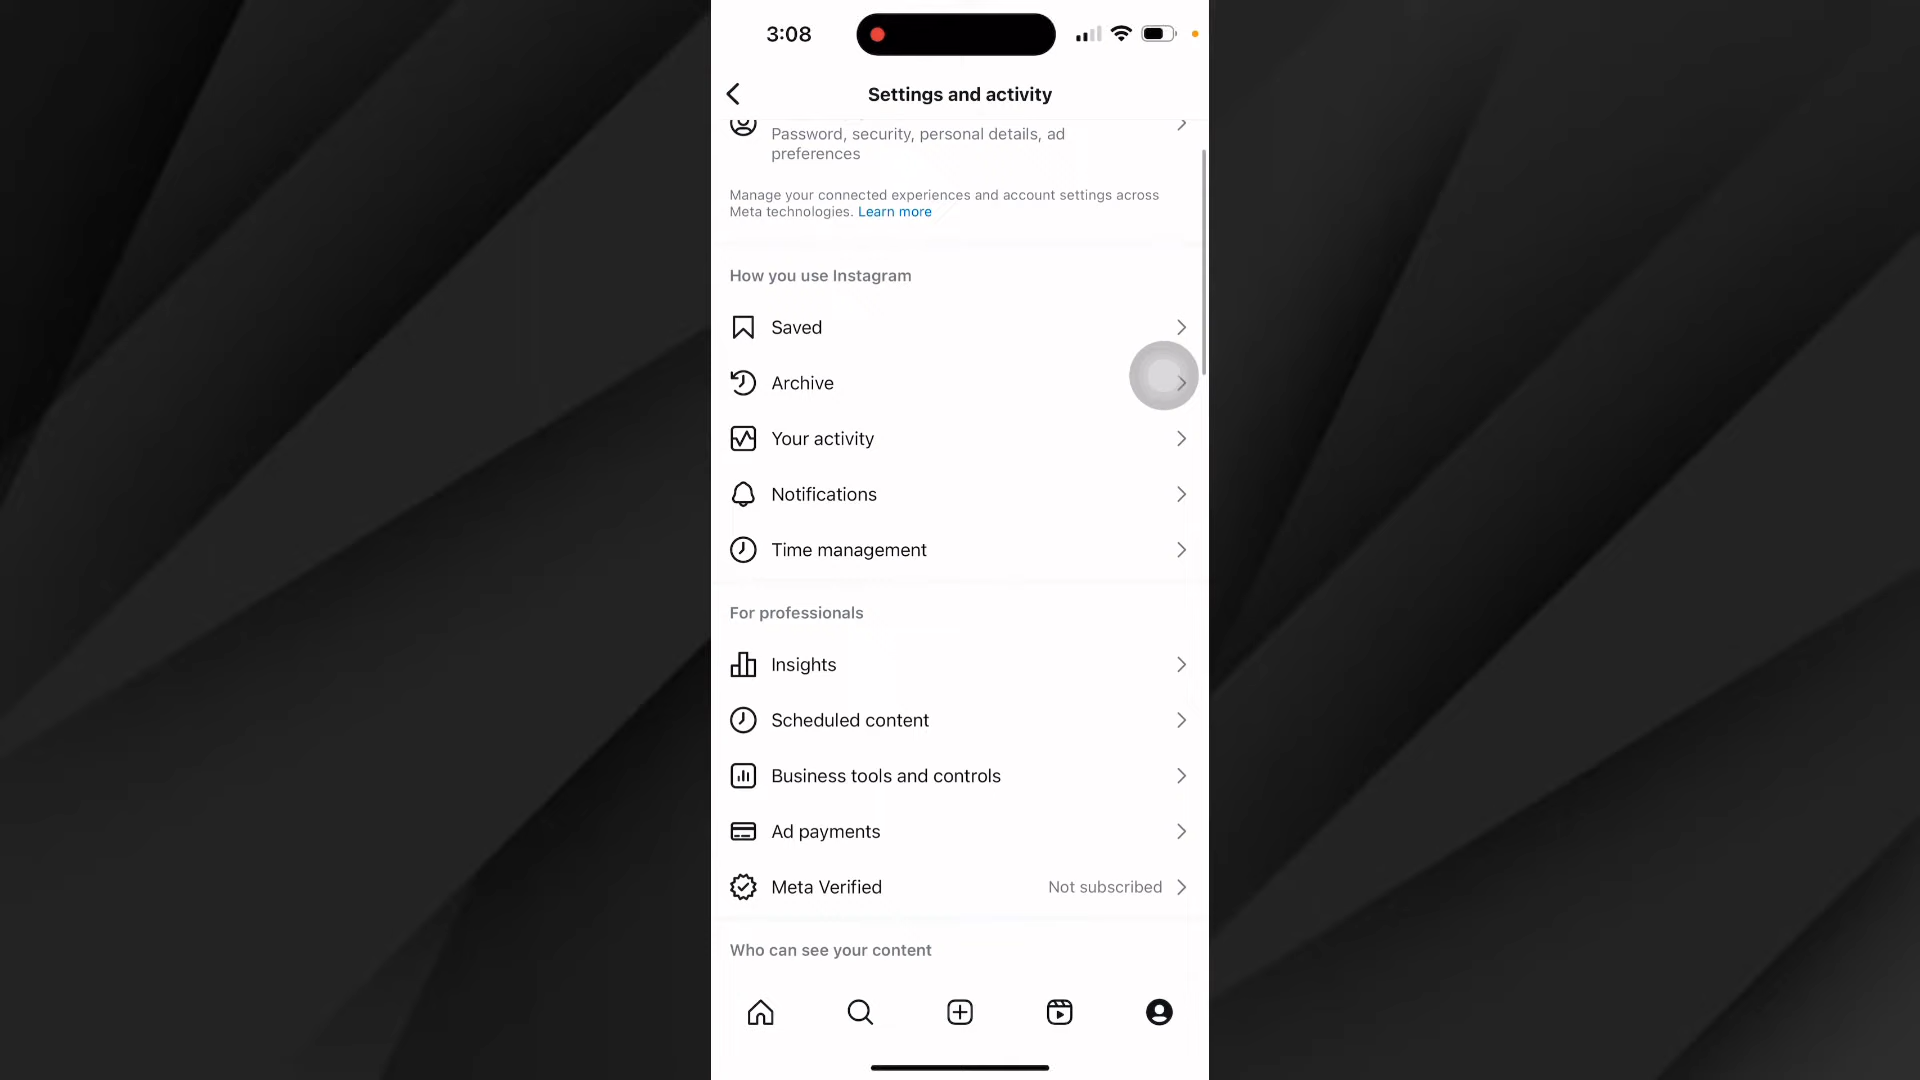 3:08
Settings and activity
Password, security, personal details, ad
preferences
Manage your connected experiences and account settings across
Meta technologies. Learn more
How you use Instagram
Saved
Archive
Your activity
Notifications
Time management
For professionals
Insights
Scheduled content
Business tools and controls
Ad payments
Meta Verified Not subscribed
Who can see your content